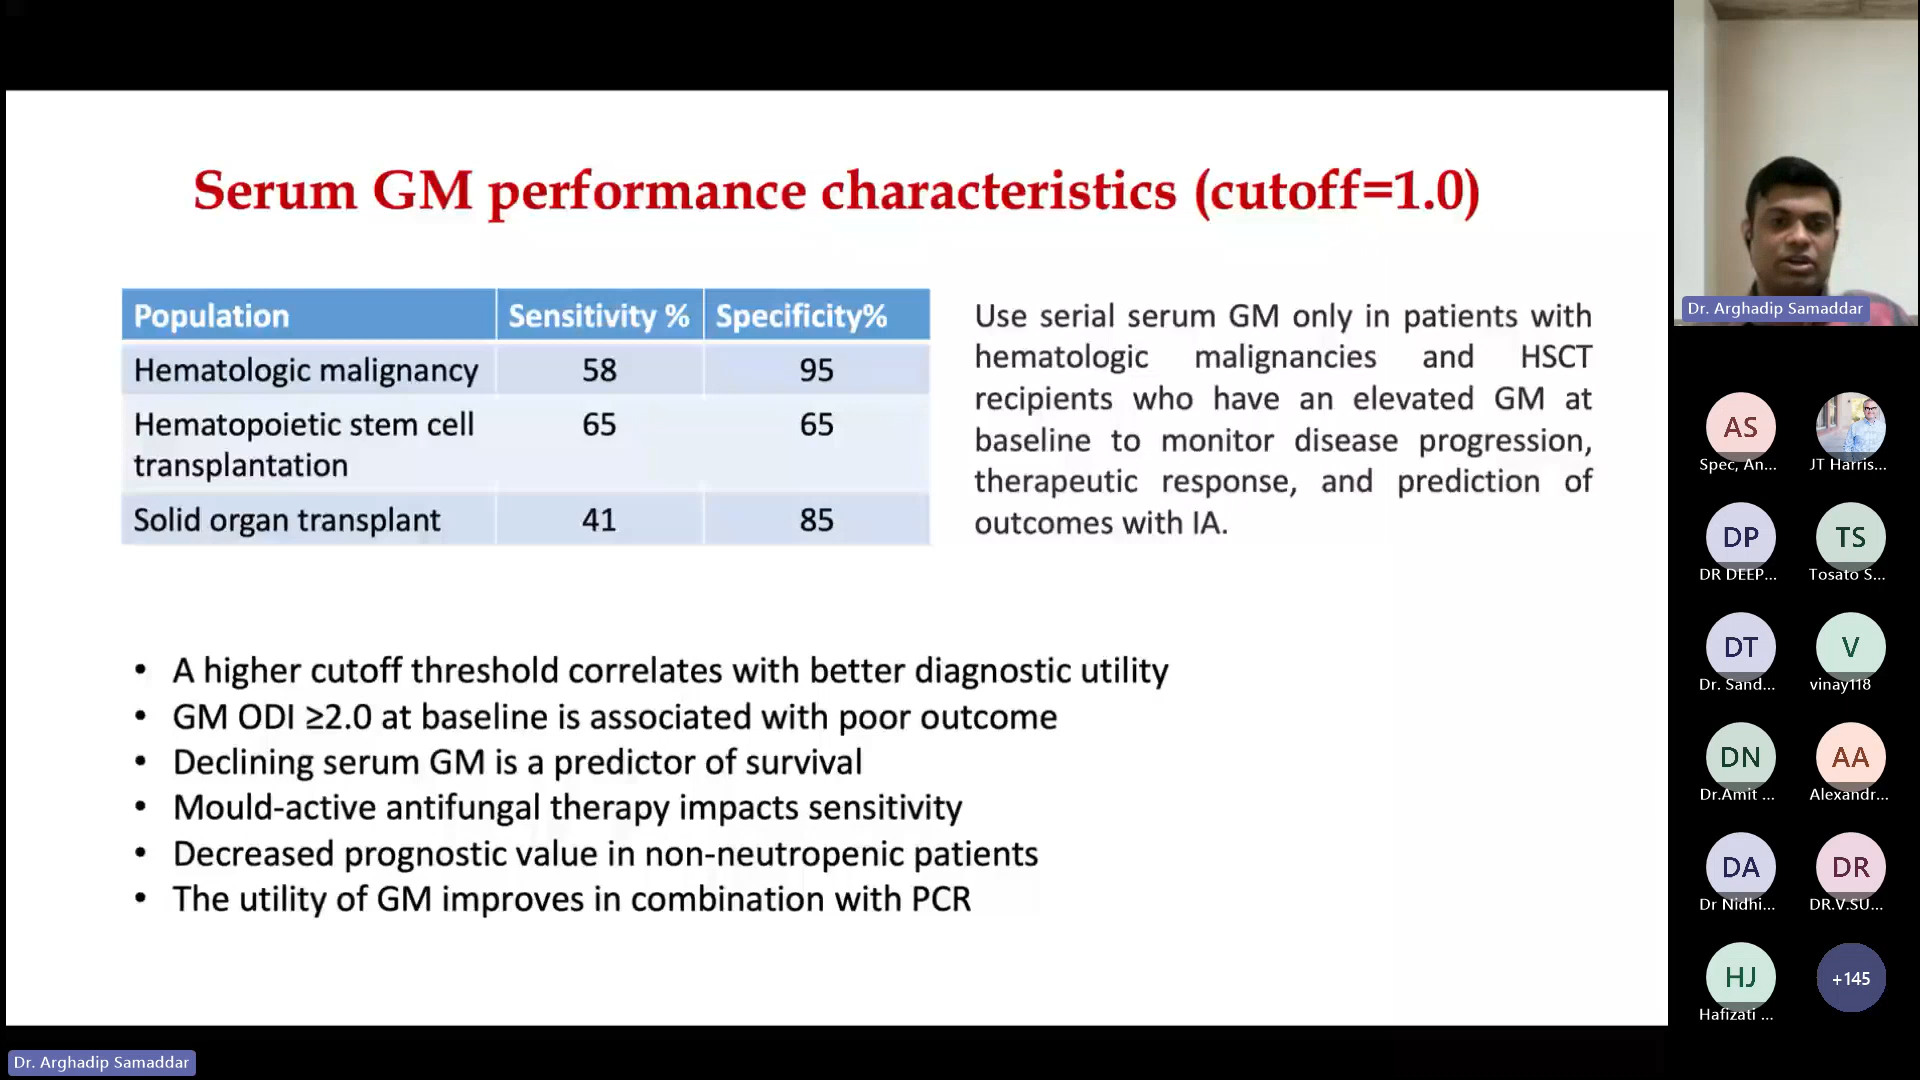 Serum GM performance characteristics (cutoff=1.0)
Population Sensitivity % Specificity%
Hematologic malignancy 58 95
Hematopoietic stem cell 65 65
transplantation
Solid organ transplant 41 85
Use serial serum GM only in patients with
hematologic malignancies and HSCT
recipients who have an elevated GM at
baseline to monitor disease progression,
therapeutic response, and prediction of
outcomes with IA.
• A higher cutoff threshold correlates with better diagnostic utility
• GM ODI ≥2.0 at baseline is associated with poor outcome
• Declining serum GM is a predictor of survival
• Mould-active antifungal therapy impacts sensitivity
• Decreased prognostic value in non-neutropenic patients
• The utility of GM improves in combination with PCR
Dr. Arghadip Samaddar
Dr. Arghadip Samaddar
AS
Spec, An...
JT Harris...
DP
DR DEEP...
TS
Tosato S...
DT
Dr. Sand...
V
vinay118
DN
Dr.Amit ...
AA
Alexandr...
DA
Dr Nidhi...
DR
DR.V.SU...
HJ
Hafizati ...
+145